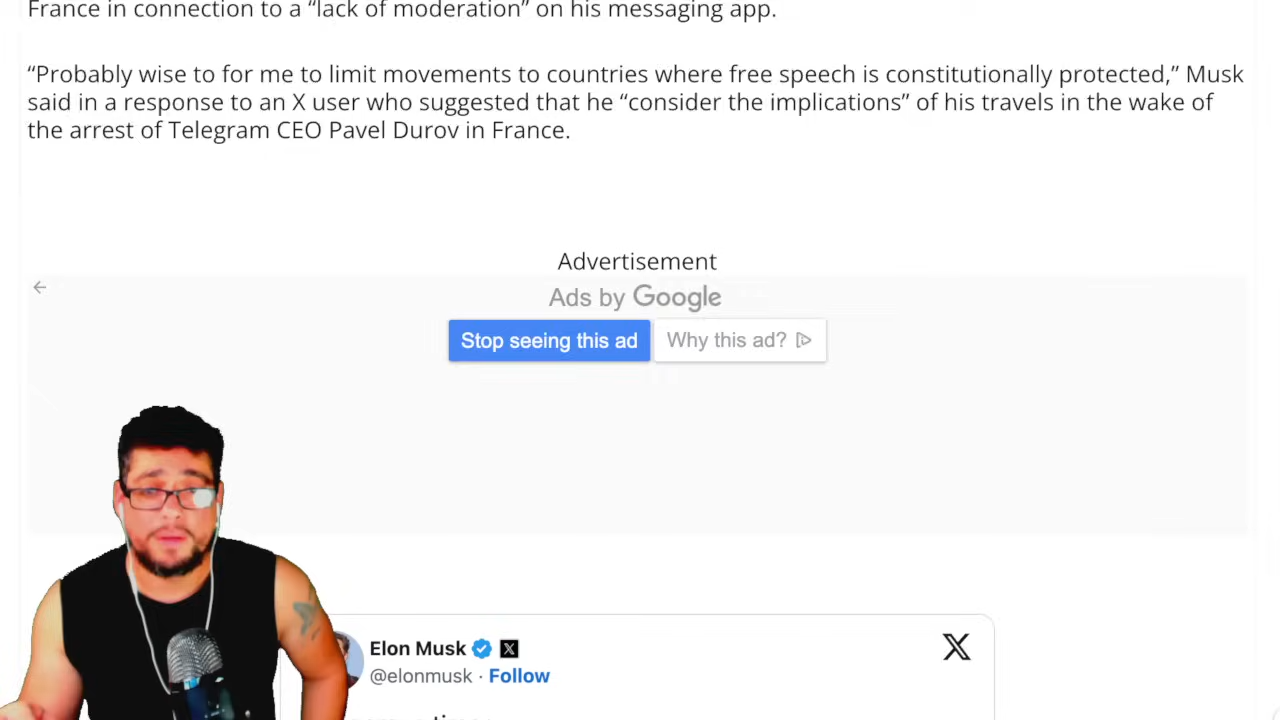 France in connection to a “lack of moderation” on his messaging app.
“Probably wise to for me to limit movements to countries where free speech is constitutionally protected,” Musk
said in a response to an X user who suggested that he “consider the implications” of his travels in the wake of
the arrest of Telegram CEO Pavel Durov in France.
Advertisement
Ads by Google
Stop seeing this ad
Why this ad?
Elon Musk
@elonmusk · Follow